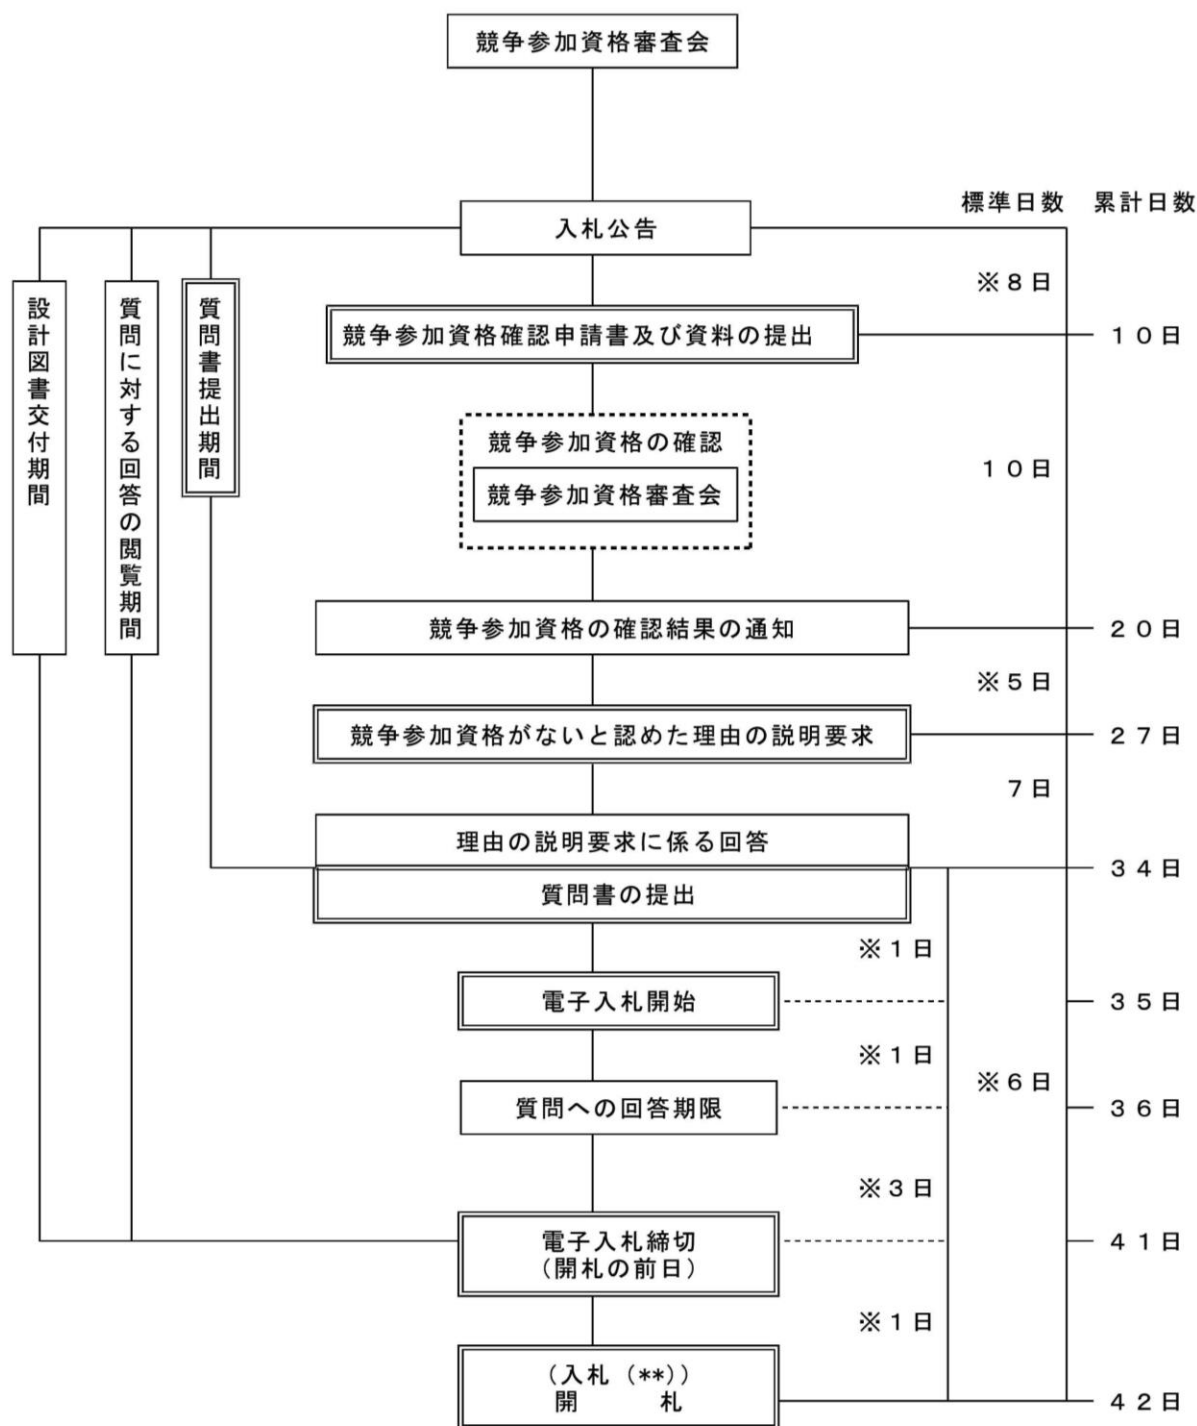 競争参加資格審査会
標準日数 累計日数
入札公告
※８日
設計図書交付期間
質問に対する回答の閲覧期間
質問書提出期間
競争参加資格確認申請書及び資料の提出
１０日
競争参加資格の確認
競争参加資格審査会
１０日
競争参加資格の確認結果の通知
２０日
※５日
競争参加資格がないと認めた理由の説明要求
２７日
７日
理由の説明要求に係る回答
３４日
質問書の提出
※１日
電子入札開始
３５日
※１日
※６日
質問への回答期限
３６日
※３日
電子入札締切
（開札の前日）
４１日
※１日
（入札（**））
開　　札
４２日